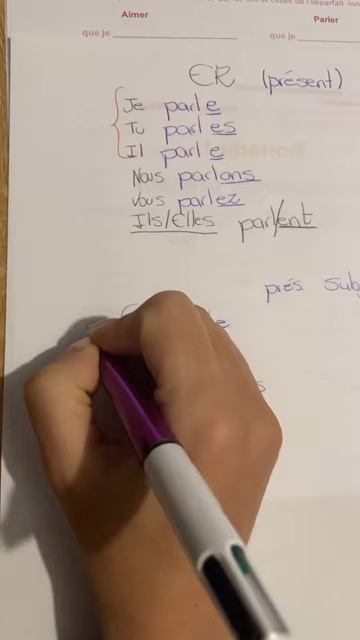 Aimer Parler
que je que je
ER (présent)
Je parle
Tu parles
Il parle
Nous parlons
Vous parlez
Ils/Elles parlent
prés Sub